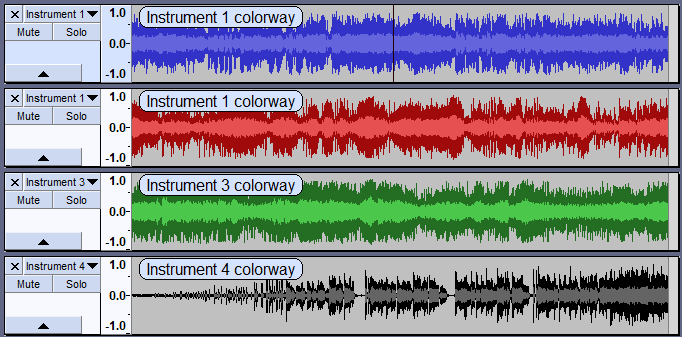 Instrument 1
Mute Solo
1.0
0.0-
-1.0
Instrument 1 colorway
Instrument 1
Mute Solo
1.0
0.0-
-1.0
Instrument 1 colorway
Instrument 3
Mute Solo
1.0
0.0-
-1.0
Instrument 3 colorway
Instrument 4
Mute Solo
1.0
0.0-
-1.0
Instrument 4 colorway